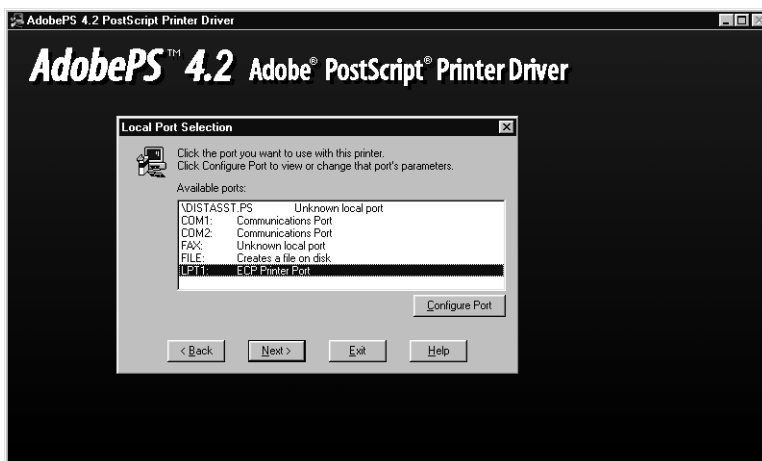 AdobePS 4.2 PostScript Printer Driver
AdobePS™ 4.2 Adobe® PostScript® Printer Driver
Local Port Selection
Click the port you want to use with this printer.
Click Configure Port to view or change that port's parameters.
Available ports:
\DISTASST.PS Unknown local port
COM1: Communications Port
COM2: Communications Port
FAX: Unknown local port
FILE: Creates a file on disk
LPT1: ECP Printer Port
Configure Port
< Back Next > Exit Help